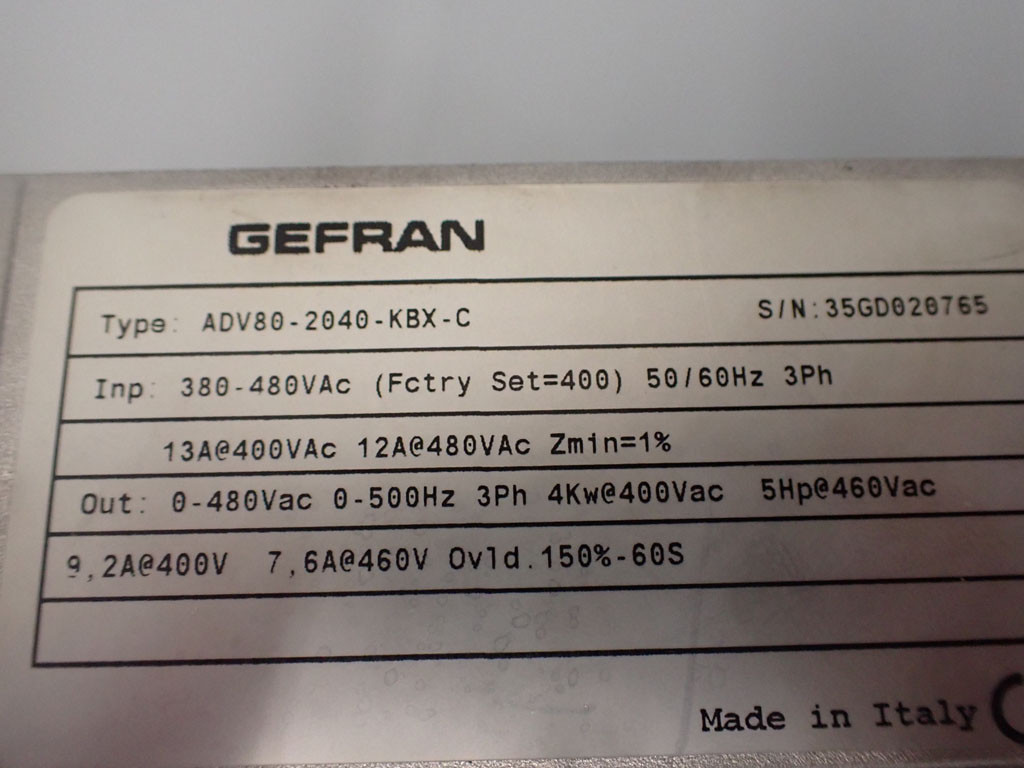 GEFRAN
Type: ADV80-2040-KBX-C S/N:35GD020765
Inp: 380-480VAc (Fctry Set=400) 50/60Hz 3Ph
13A@400VAc 12A@480VAc Zmin=1%
Out: 0-480Vac 0-500Hz 3Ph 4Kw@400Vac 5Hp@460Vac
9,2A@400V 7,6A@460V Ovld.150%-60S
Made in Italy